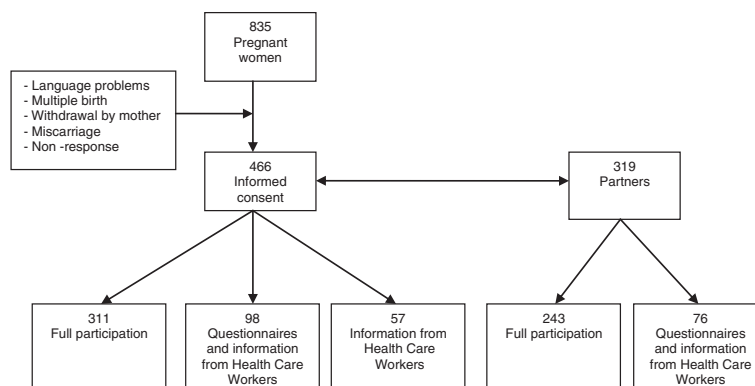 835
Pregnant
women
- Language problems
- Multiple birth
- Withdrawal by mother
- Miscarriage
- Non -response
466
Informed
consent
319
Partners
311
Full participation
98
Questionnaires
and information
from Health Care
Workers
57
Information from
Health Care
Workers
243
Full participation
76
Questionnaires
and information
from Health Care
Workers